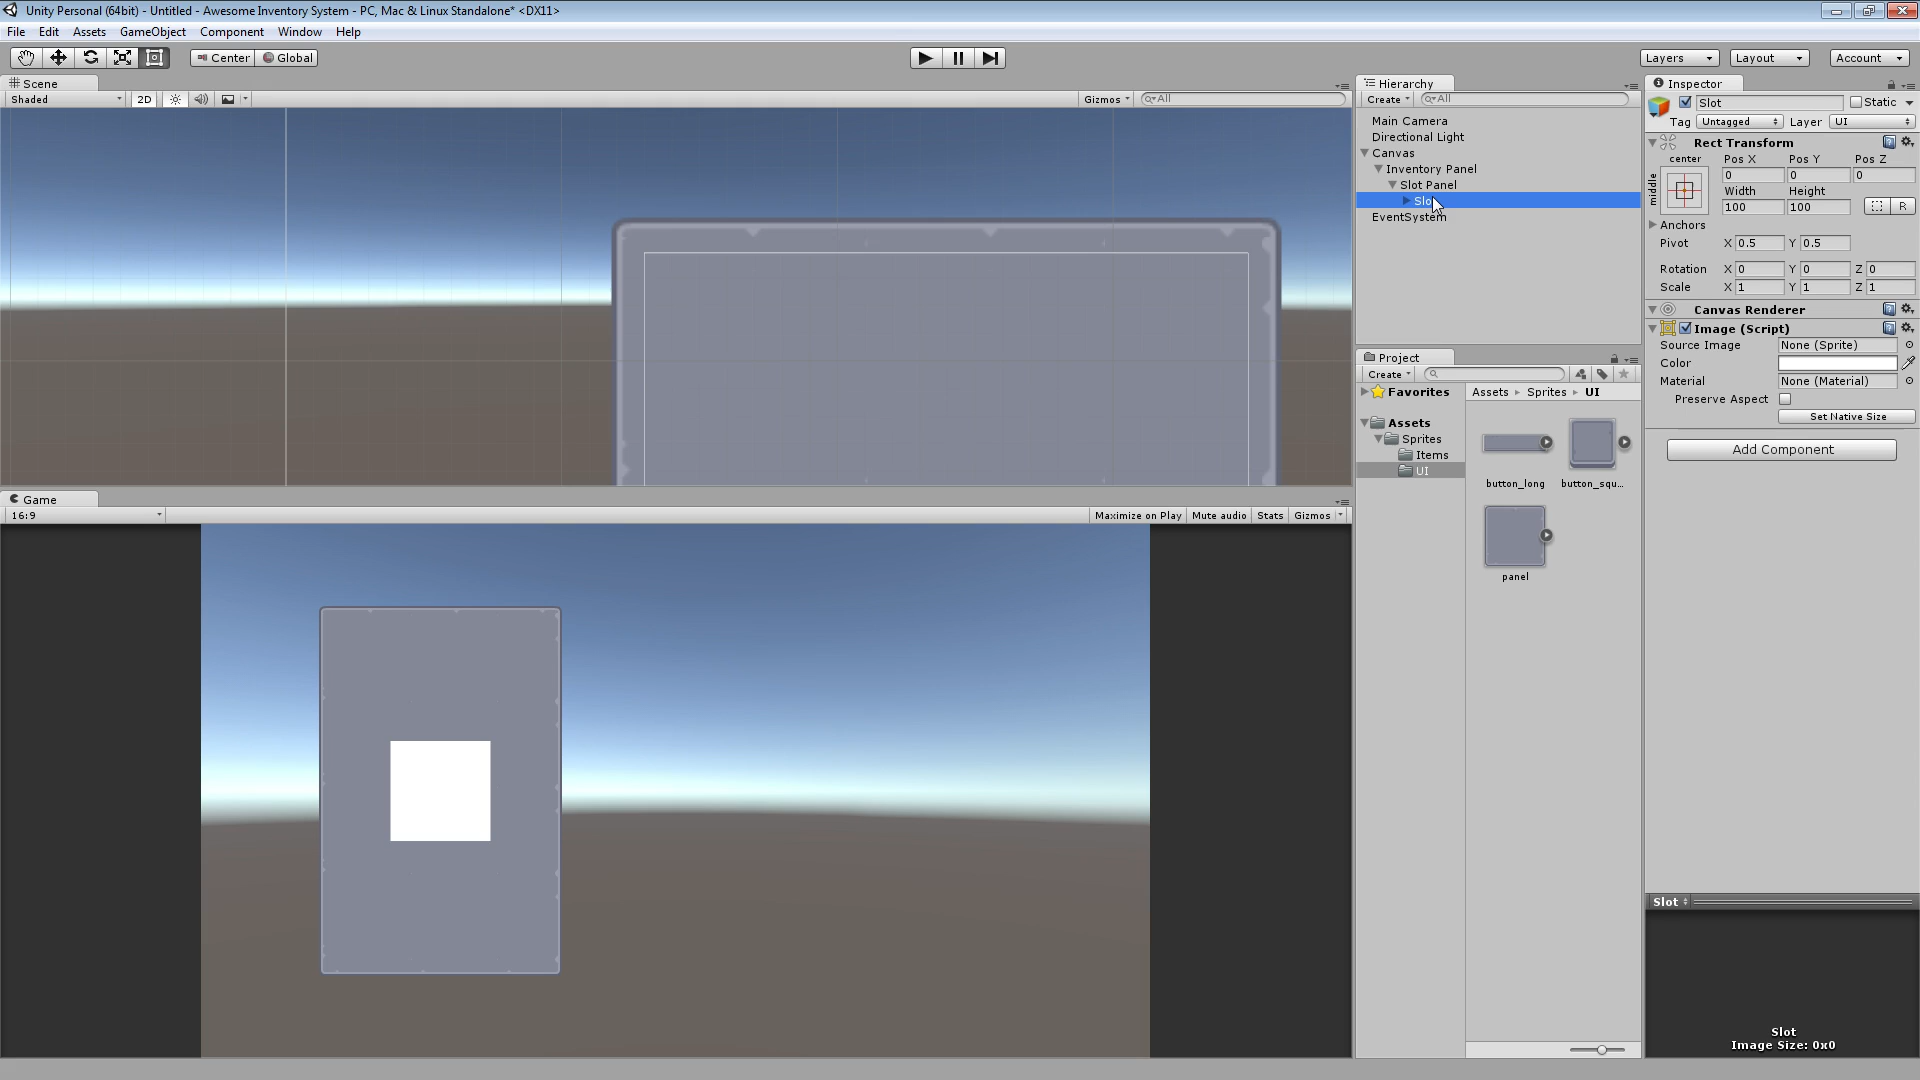 Unity Personal (64bit) - Untitled - Awesome Inventory System - PC, Mac & Linux Standalone* <DX11>
File Edit Assets GameObject Component Window Help
Center Global
Layers Layout Account
Scene
Shaded 2D Gizmos All
Hierarchy
Create All
Main Camera
Directional Light
Canvas
Inventory Panel
Slot Panel
EventSystem
Inspector
Slot Static
Tag Untagged Layer UI
Rect Transform
center
middle
Pos X Pos Y Pos Z
0 0 0
Width Height
100 100 R
Anchors
Pivot X 0.5 Y 0.5
Rotation X 0 Y 0 Z 0
Scale X 1 Y 1 Z 1
Canvas Renderer
Image (Script)
Source Image None (Sprite)
Color
Material None (Material)
Preserve Aspect
Set Native Size
Add Component
Project
Create
Favorites
Assets
Sprites
Items
UI
Assets Sprites UI
button_long button_squ...
panel
Game
16:9 Maximize on Play Mute audio Stats Gizmos
Slot
Slot
Image Size: 0x0